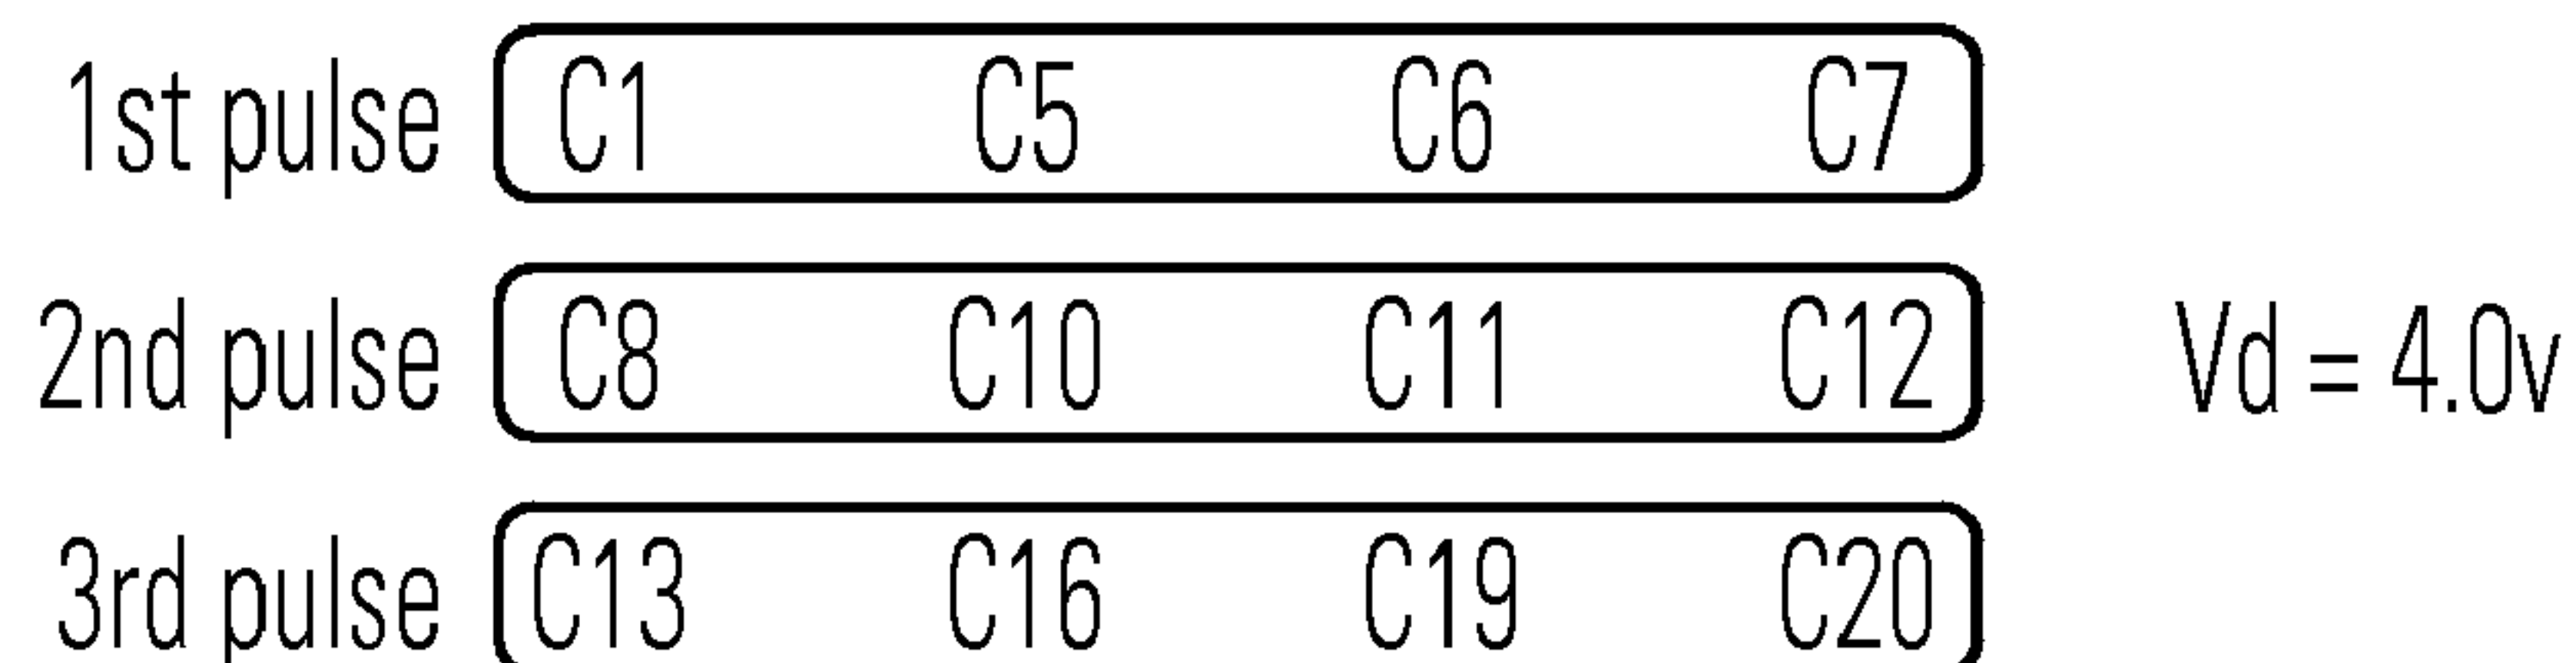 1st pulse C1 C5 C6 C7
2nd pulse C8 C10 C11 C12 Vd = 4.0v
3rd pulse C13 C16 C19 C20